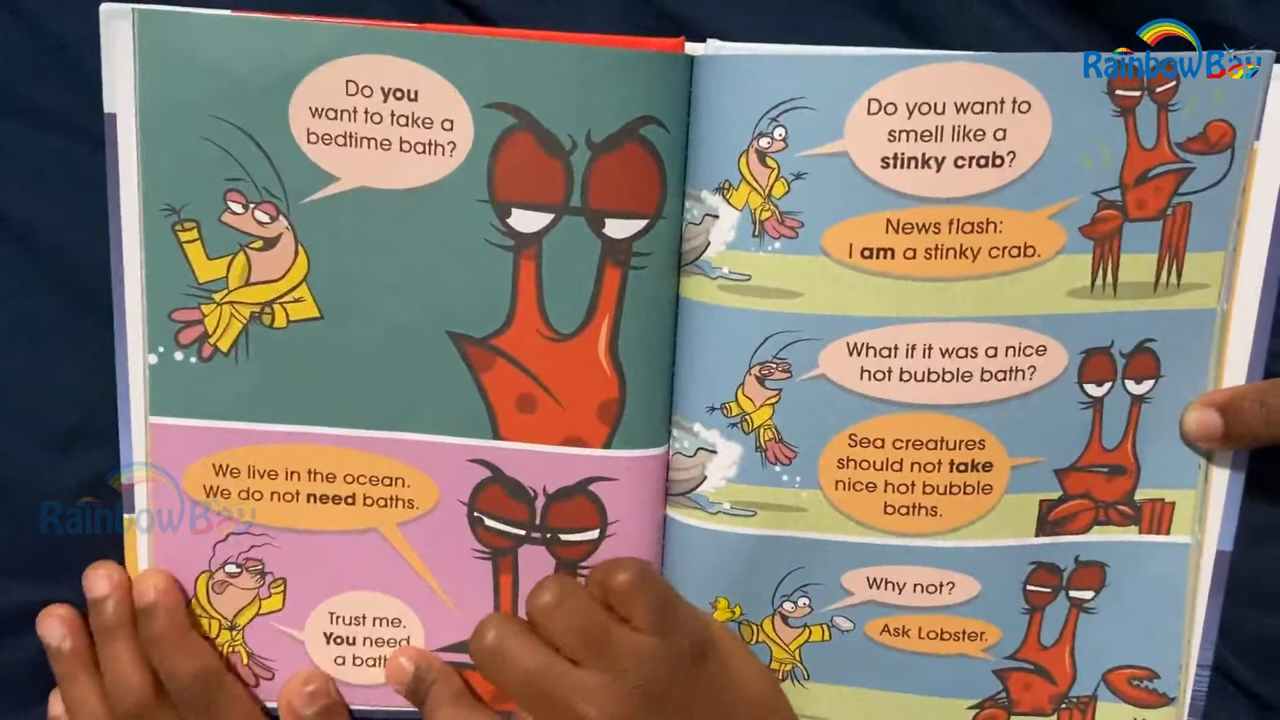 Do you
want to take a
bedtime bath?
We live in the ocean.
We do not need baths.
Trust me.
You need
a bath
Do you want to
smell like a
stinky crab?
News flash:
I am a stinky crab.
What if it was a nice
hot bubble bath?
Sea creatures
should not take
nice hot bubble
baths.
Why not?
Ask Lobster.
RainbowBay
RainbowBay